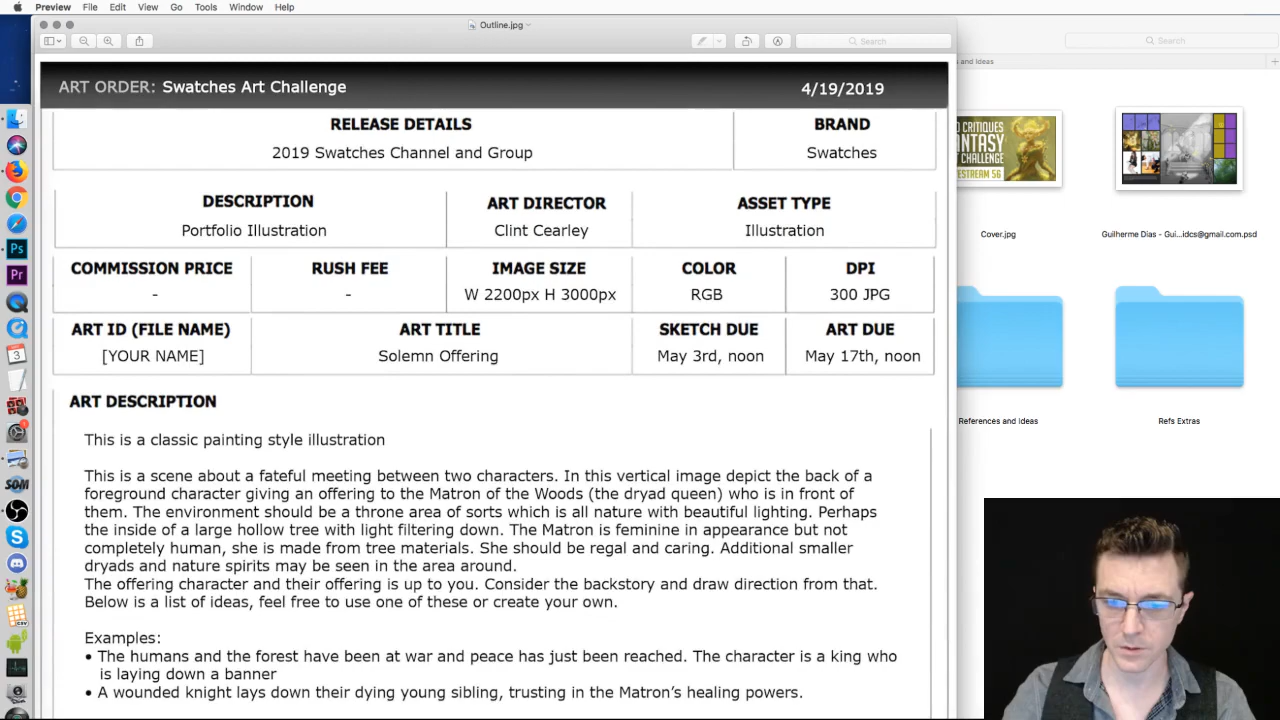 Preview File Edit View Go Tools Window Help
Outline.jpg
Search
Search
ART ORDER: Swatches Art Challenge
4/19/2019
RELEASE DETAILS
BRAND
2019 Swatches Channel and Group
Swatches
DESCRIPTION
ART DIRECTOR
ASSET TYPE
Portfolio Illustration
Clint Cearley
Illustration
COMMISSION PRICE
RUSH FEE
IMAGE SIZE
COLOR
DPI
-
-
W 2200px H 3000px
RGB
300 JPG
ART ID (FILE NAME)
ART TITLE
SKETCH DUE
ART DUE
[YOUR NAME]
Solemn Offering
May 3rd, noon
May 17th, noon
ART DESCRIPTION
This is a classic painting style illustration
This is a scene about a fateful meeting between two characters. In this vertical image depict the back of a
foreground character giving an offering to the Matron of the Woods (the dryad queen) who is in front of
them. The environment should be a throne area of sorts which is all nature with beautiful lighting. Perhaps
the inside of a large hollow tree with light filtering down. The Matron is feminine in appearance but not
completely human, she is made from tree materials. She should be regal and caring. Additional smaller
dryads and nature spirits may be seen in the area around.
The offering character and their offering is up to you. Consider the backstory and draw direction from that.
Below is a list of ideas, feel free to use one of these or create your own.
Examples:
• The humans and the forest have been at war and peace has just been reached. The character is a king who
is laying down a banner
• A wounded knight lays down their dying young sibling, trusting in the Matron's healing powers.
and Ideas
CRITIQUES
LIVESTREAM 56
Cover.jpg
Guilherme Dias - Gui...idcs@gmail.com.psd
References and Ideas
Refs Extras
Ps
Pr
3
SOM
CSV